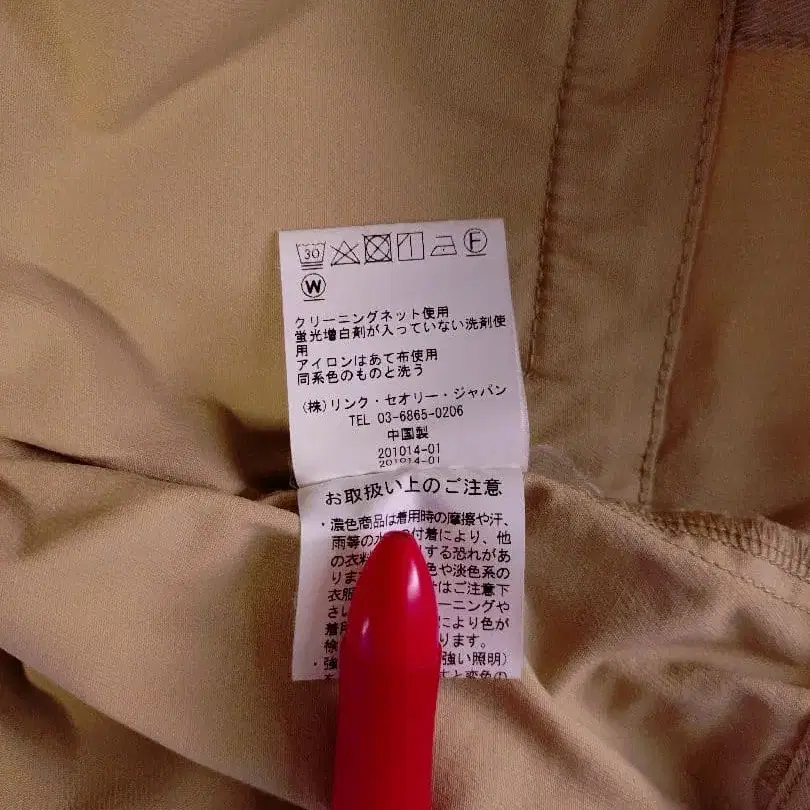 30 F
W
クリーニングネット使用
蛍光増白剤が入っていない洗剤使
用
アイロンはあて布使用
同系色のものと洗う
(株)リンク・セオリー・ジャパン
TEL 03-6865-0206
中国製
201014-01
201014-01
お取扱い上のご注意
・濃色商品は着用時の摩擦や汗、
雨等の水 の付着により、他
の衣料 する恐れがあ
りま 色や淡色系の
衣服 はご注意下
さい ーニングや
着用 により色が
ります。
・強 強い照明)
と変色の